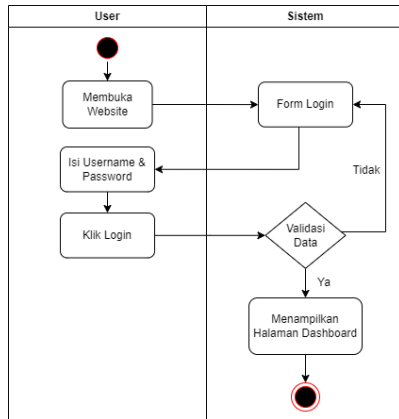 User
Sistem
Membuka
Website
Form Login
Isi Username &
Password
Tidak
Klik Login
Validasi
Data
Ya
Menampilkan
Halaman Dashboard